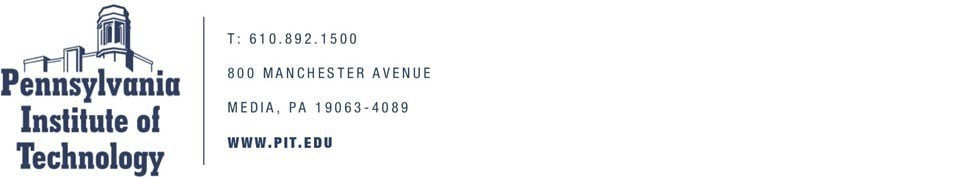 Pennsylvania
Institute of
Technology
T: 610.892.1500
800 MANCHESTER AVENUE
MEDIA, PA 19063-4089
WWW.PIT.EDU